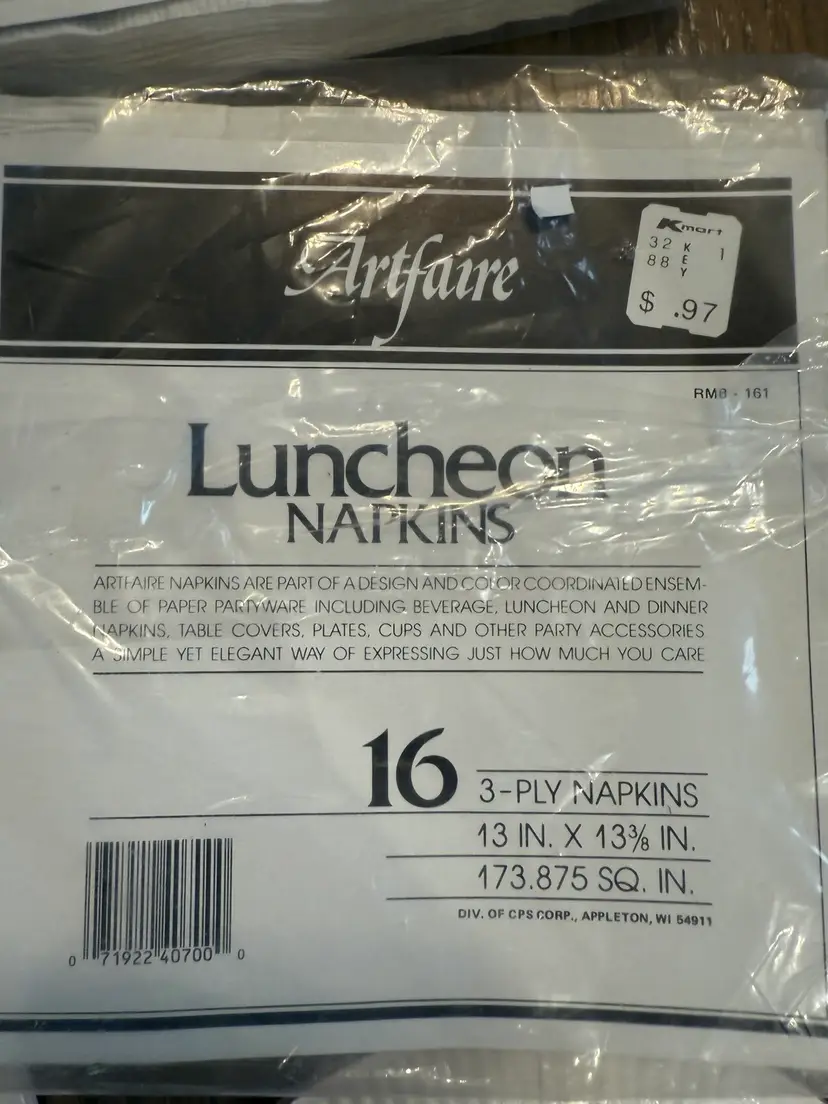 Artfaire
Kmart
32 KEY 1
88
$ .97
RMB - 161
Luncheon
NAPKINS
ARTFAIRE NAPKINS ARE PART OF A DESIGN AND COLOR COORDINATED ENSEM-
BLE OF PAPER PARTYWARE INCLUDING BEVERAGE, LUNCHEON AND DINNER
NAPKINS, TABLE COVERS, PLATES, CUPS AND OTHER PARTY ACCESSORIES
A SIMPLE YET ELEGANT WAY OF EXPRESSING JUST HOW MUCH YOU CARE
16 3-PLY NAPKINS
13 IN. X 13⅜ IN.
173.875 SQ. IN.
DIV. OF CPS CORP., APPLETON, WI 54911
0 71922 40700 0